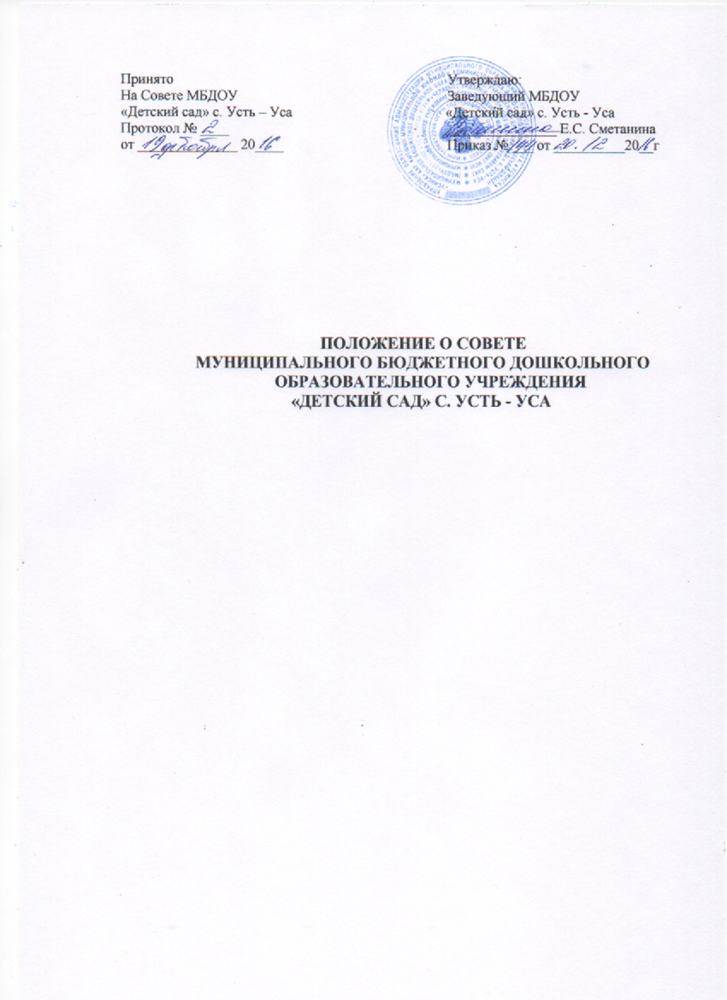 Принято
На Совете МБДОУ
«Детский сад» с. Усть – Уса
Протокол № 2
от 19 декабря 2016
Утверждаю:
Заведующий МБДОУ
«Детский сад» с. Усть - Уса
Е.С. Сметанина
Приказ № 144 от 20.12 2016г
ПОЛОЖЕНИЕ О СОВЕТЕ
МУНИЦИПАЛЬНОГО БЮДЖЕТНОГО ДОШКОЛЬНОГО
ОБРАЗОВАТЕЛЬНОГО УЧРЕЖДЕНИЯ
«ДЕТСКИЙ САД» С. УСТЬ - УСА